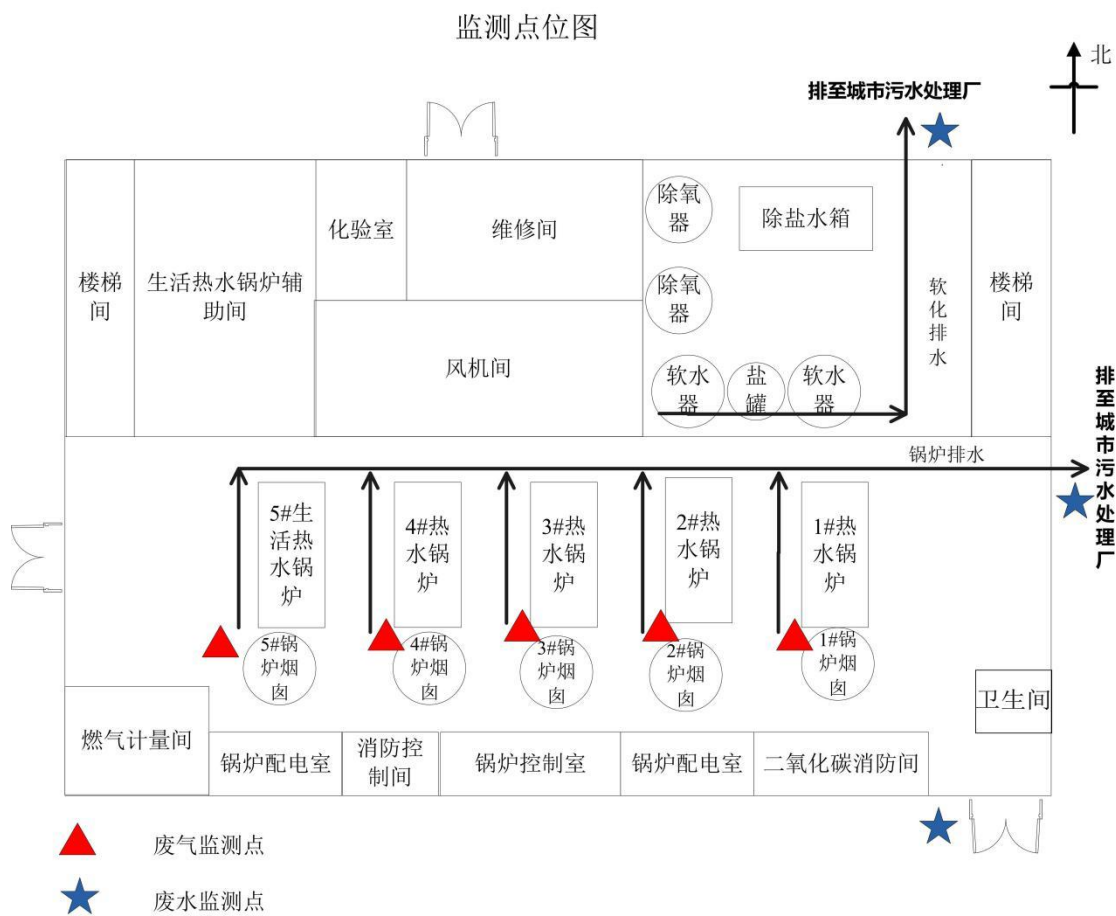 监测点位图
北
排至城市污水处理厂
除氧
器
除盐水箱
化验室
维修间
楼梯
间
生活热水锅炉辅
助间
除氧
器
软
化
排
水
楼梯
间
风机间
软水
器
盐
罐
软水
器
排
至
城
市
污
水
处
理
厂
锅炉排水
5#生
活热
水锅
炉
4#热
水锅
炉
3#热
水锅
炉
2#热
水锅
炉
1#热
水锅
炉
5#锅
炉烟
囱
4#锅
炉烟
囱
3#锅
炉烟
囱
2#锅
炉烟
囱
1#锅
炉烟
囱
卫生间
燃气计量间
锅炉配电室
消防控
制间
锅炉控制室
锅炉配电室
二氧化碳消防间
废气监测点
废水监测点